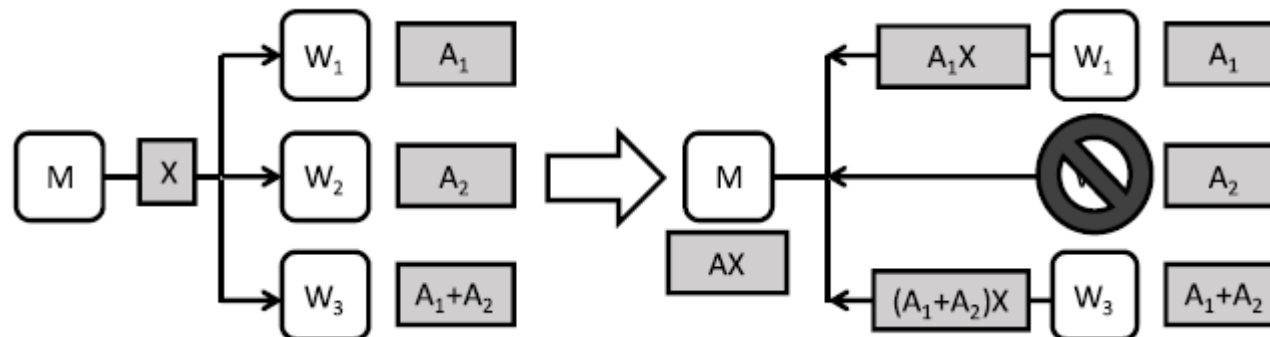 W₁ A₁
M X W₂ A₂
W₃ A₁+A₂
A₁X W₁ A₁
M A₂
AX
(A₁+A₂)X W₃ A₁+A₂